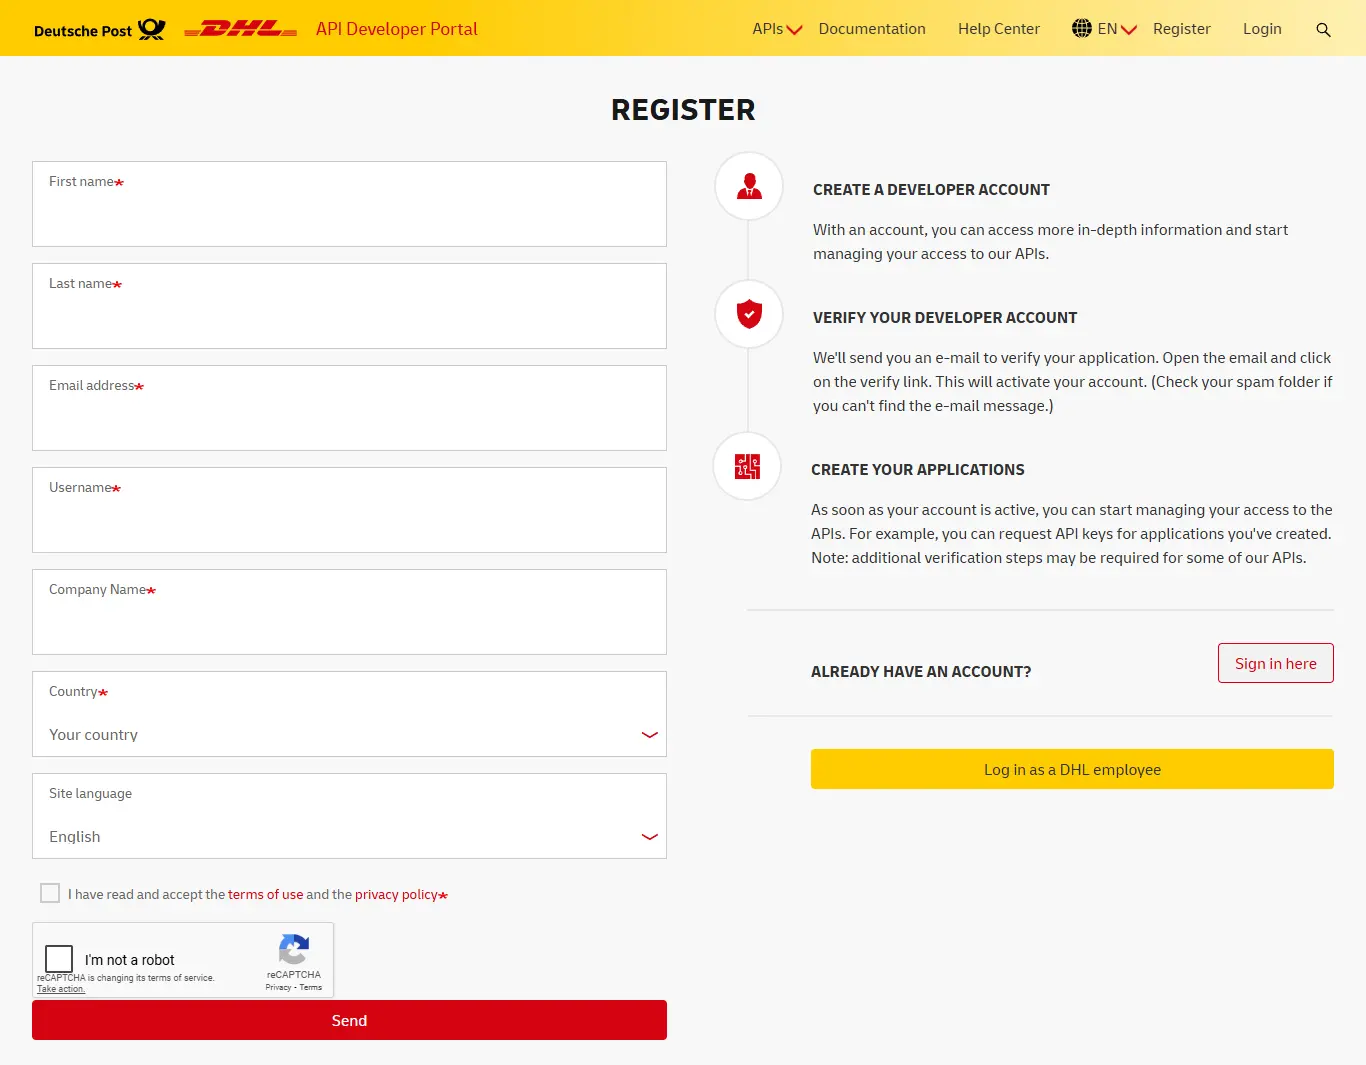 Deutsche Post DHL API Developer Portal APIs Documentation Help Center EN Register Login
REGISTER
First name*
Last name*
Email address*
Username*
Company Name*
Country*
Your country
Site language
English
I have read and accept the terms of use and the privacy policy*
I'm not a robot
reCAPTCHA is changing its terms of service.
Take action.
reCAPTCHA
Privacy - Terms
Send
CREATE A DEVELOPER ACCOUNT
With an account, you can access more in-depth information and start
managing your access to our APIs.
VERIFY YOUR DEVELOPER ACCOUNT
We'll send you an e-mail to verify your application. Open the email and click
on the verify link. This will activate your account. (Check your spam folder if
you can't find the e-mail message.)
CREATE YOUR APPLICATIONS
As soon as your account is active, you can start managing your access to the
APIs. For example, you can request API keys for applications you've created.
Note: additional verification steps may be required for some of our APIs.
ALREADY HAVE AN ACCOUNT?
Sign in here
Log in as a DHL employee